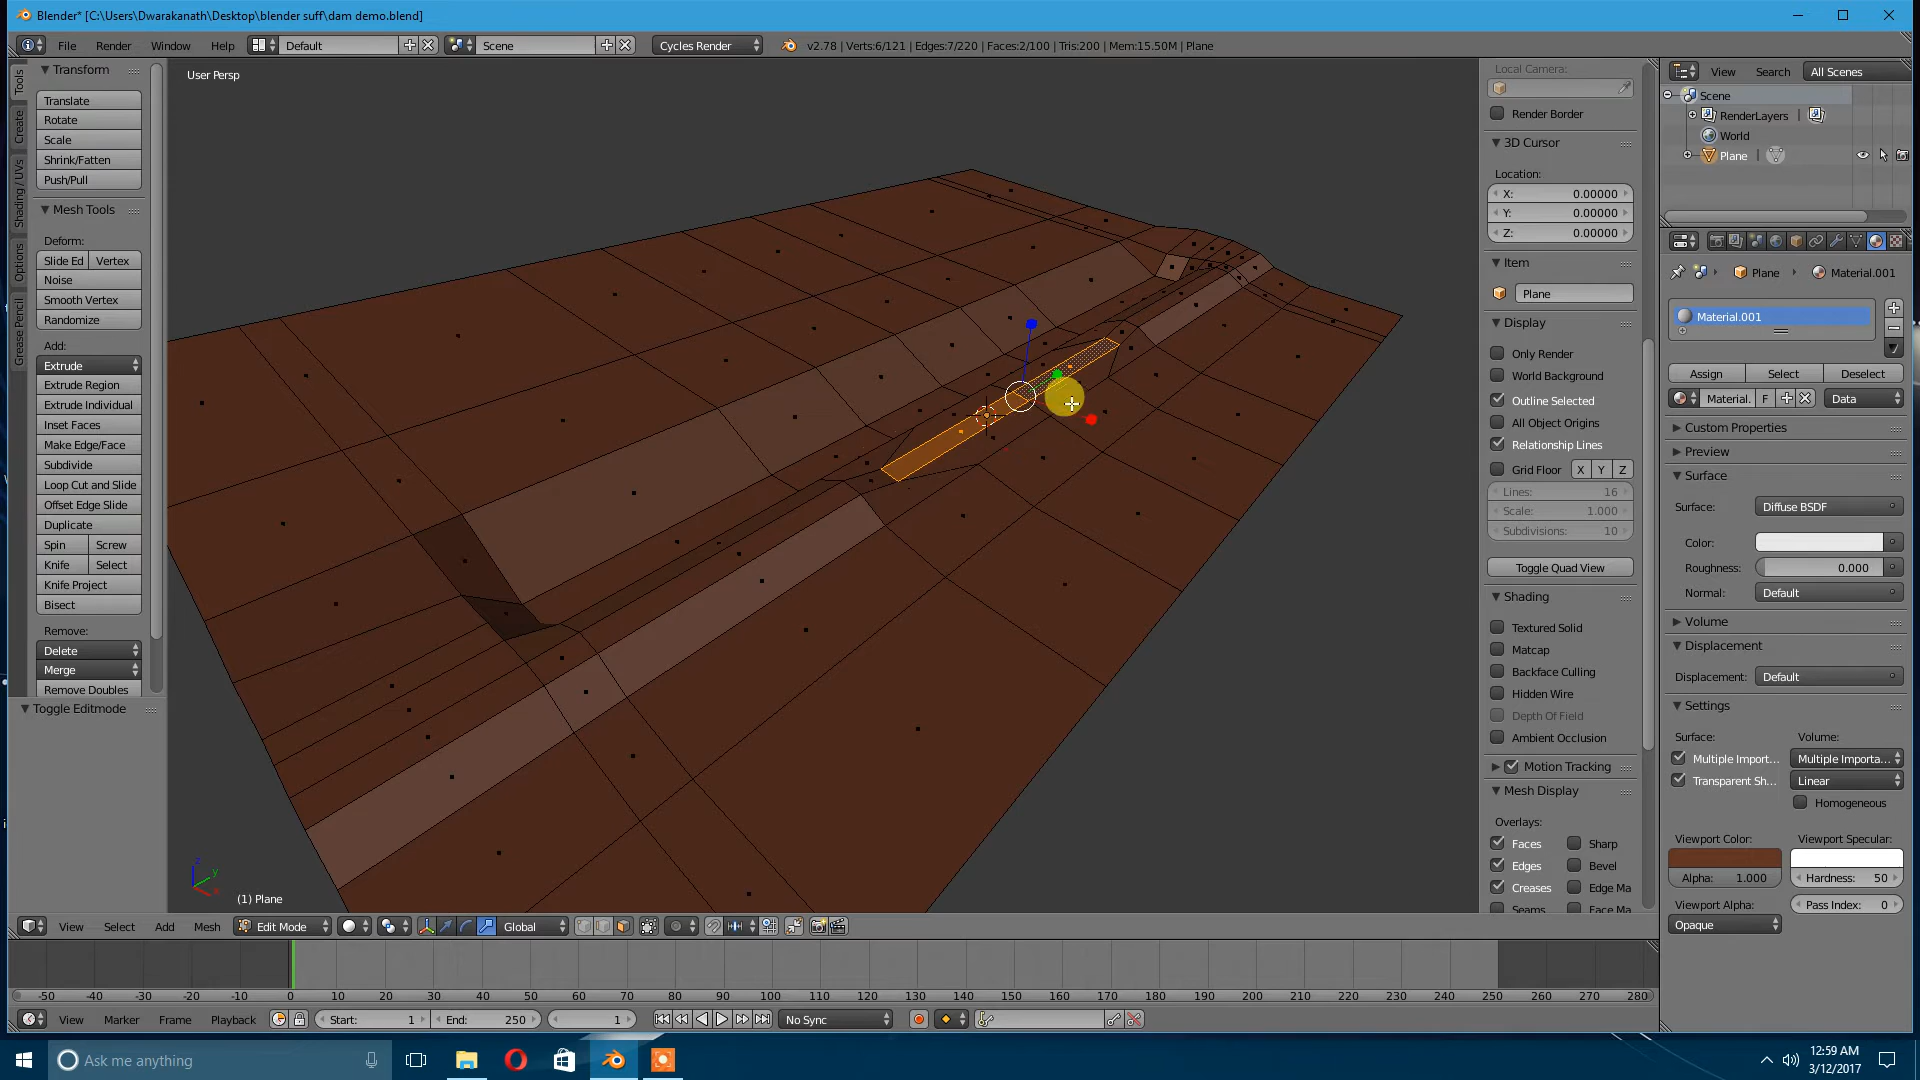 Blender* [C:\Users\Dwarakanath\Desktop\blender suff\dam demo.blend]
File Render Window Help Default Scene Cycles Render v2.78 | Verts:6/121 | Edges:7/220 | Faces:2/100 | Tris:200 | Mem:15.50M | Plane
Tools
Create
Shading / UVs
Options
Grease Pencil
Transform
Translate
Rotate
Scale
Shrink/Fatten
Push/Pull
Mesh Tools
Deform:
Slide Ed Vertex
Noise
Smooth Vertex
Randomize
Add:
Extrude
Extrude Region
Extrude Individual
Inset Faces
Make Edge/Face
Subdivide
Loop Cut and Slide
Offset Edge Slide
Duplicate
Spin Screw
Knife Select
Knife Project
Bisect
Remove:
Delete
Merge
Remove Doubles
Toggle Editmode
User Persp
z
y
x
(1) Plane
Local Camera:
Render Border
3D Cursor
Location:
X: 0.00000
Y: 0.00000
Z: 0.00000
Item
Plane
Display
Only Render
World Background
Outline Selected
All Object Origins
Relationship Lines
Grid Floor X Y Z
Lines: 16
Scale: 1.000
Subdivisions: 10
Toggle Quad View
Shading
Textured Solid
Matcap
Backface Culling
Hidden Wire
Depth Of Field
Ambient Occlusion
Motion Tracking
Mesh Display
Overlays:
Faces Sharp
Edges Bevel
Creases Edge Ma
Seams Face Ma
View Search All Scenes
Scene
RenderLayers |
World
Plane |
Plane Material.001
Material.001
Assign Select Deselect
Material. F Data
Custom Properties
Preview
Surface
Surface: Diffuse BSDF
Color:
Roughness: 0.000
Normal: Default
Volume
Displacement
Displacement: Default
Settings
Surface: Volume:
Multiple Import... Multiple Importa...
Transparent Sh... Linear
Homogeneous
Viewport Color: Viewport Specular:
Alpha: 1.000 Hardness: 50
Viewport Alpha: Pass Index: 0
Opaque
View Select Add Mesh Edit Mode Global
-50 -40 -30 -20 -10 0 10 20 30 40 50 60 70 80 90 100 110 120 130 140 150 160 170 180 190 200 210 220 230 240 250 260 270 280
View Marker Frame Playback Start: 1 End: 250 1 No Sync
Ask me anything
12:59 AM
3/12/2017